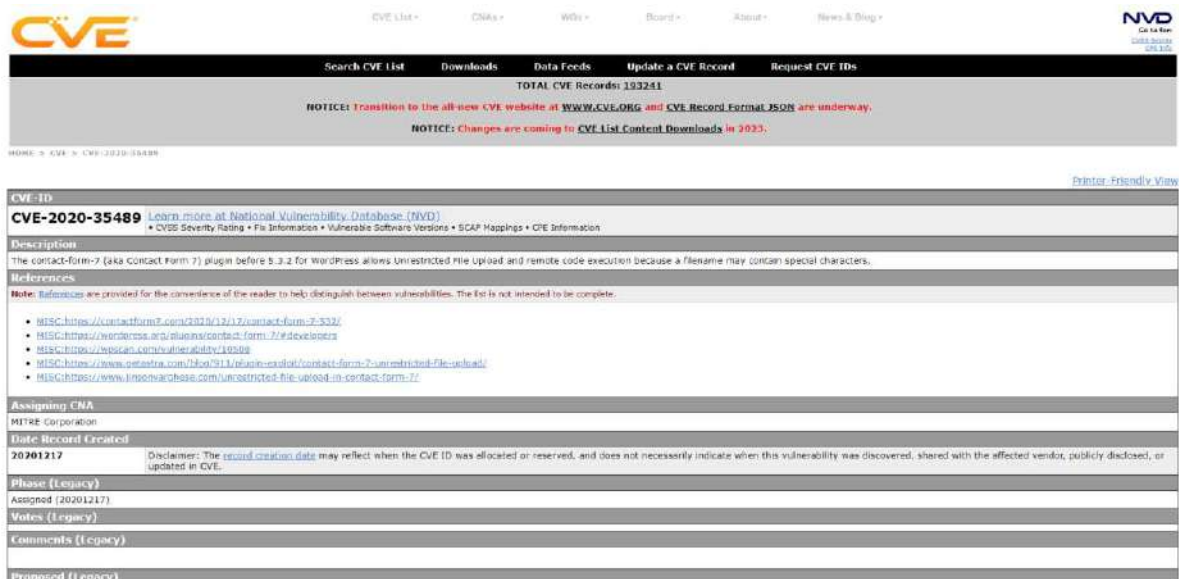 CVE
CVE List▾ CNAs▾ WGs▾ Board▾ About▾ News & Blog▾
NVD
Go to for:
CVSS Scores
CPE Info
Search CVE List Downloads Data Feeds Update a CVE Record Request CVE IDs
TOTAL CVE Records: 193241
NOTICE: Transition to the all-new CVE website at WWW.CVE.ORG and CVE Record Format JSON are underway.
NOTICE: Changes are coming to CVE List Content Downloads in 2023.
HOME > CVE > CVE-2020-35489
Printer-Friendly View
CVE-ID
CVE-2020-35489 Learn more at National Vulnerability Database (NVD)
• CVSS Severity Rating • Fix Information • Vulnerable Software Versions • SCAP Mappings • CPE Information
Description
The contact-form-7 (aka Contact Form 7) plugin before 5.3.2 for WordPress allows Unrestricted File Upload and remote code execution because a filename may contain special characters.
References
Note: References are provided for the convenience of the reader to help distinguish between vulnerabilities. The list is not intended to be complete.
• MISC:https://contactform7.com/2020/12/17/contact-form-7-532/
• MISC:https://wordpress.org/plugins/contact-form-7/#developers
• MISC:https://wpscan.com/vulnerability/10508
• MISC:https://www.getastra.com/blog/911/plugin-exploit/contact-form-7-unrestricted-file-upload/
• MISC:https://www.jinsonvarghese.com/unrestricted-file-upload-in-contact-form-7/
Assigning CNA
MITRE Corporation
Date Record Created
20201217 Disclaimer: The record creation date may reflect when the CVE ID was allocated or reserved, and does not necessarily indicate when this vulnerability was discovered, shared with the affected vendor, publicly disclosed, or
updated in CVE.
Phase (Legacy)
Assigned (20201217)
Votes (Legacy)
Comments (Legacy)
Proposed (Legacy)